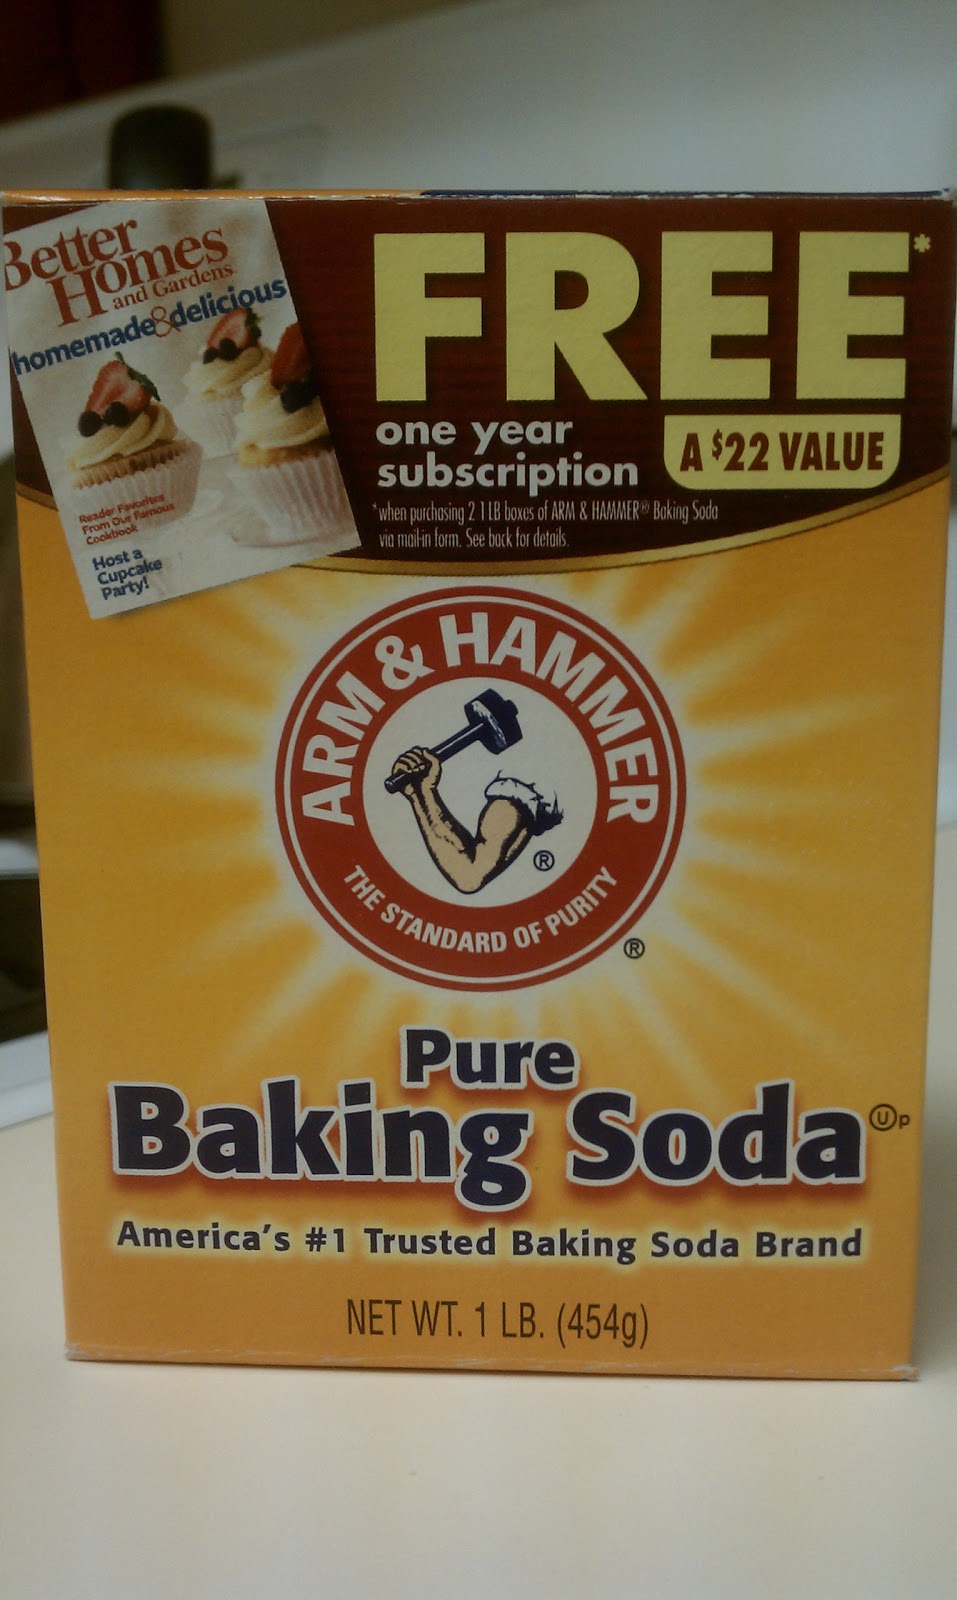 Better
Homes
and Gardens
homemade & delicious
Reader Favorites
From Our Famous
Cookbook
Host a
Cupcake
Party!
FREE*
one year
subscription
A $22 VALUE
*when purchasing 2 1 LB boxes of ARM & HAMMER® Baking Soda
via mail-in form. See back for details.
ARM & HAMMER
®
THE STANDARD OF PURITY
®
Pure
Baking Soda Ⓤp
America's #1 Trusted Baking Soda Brand
NET WT. 1 LB. (454g)